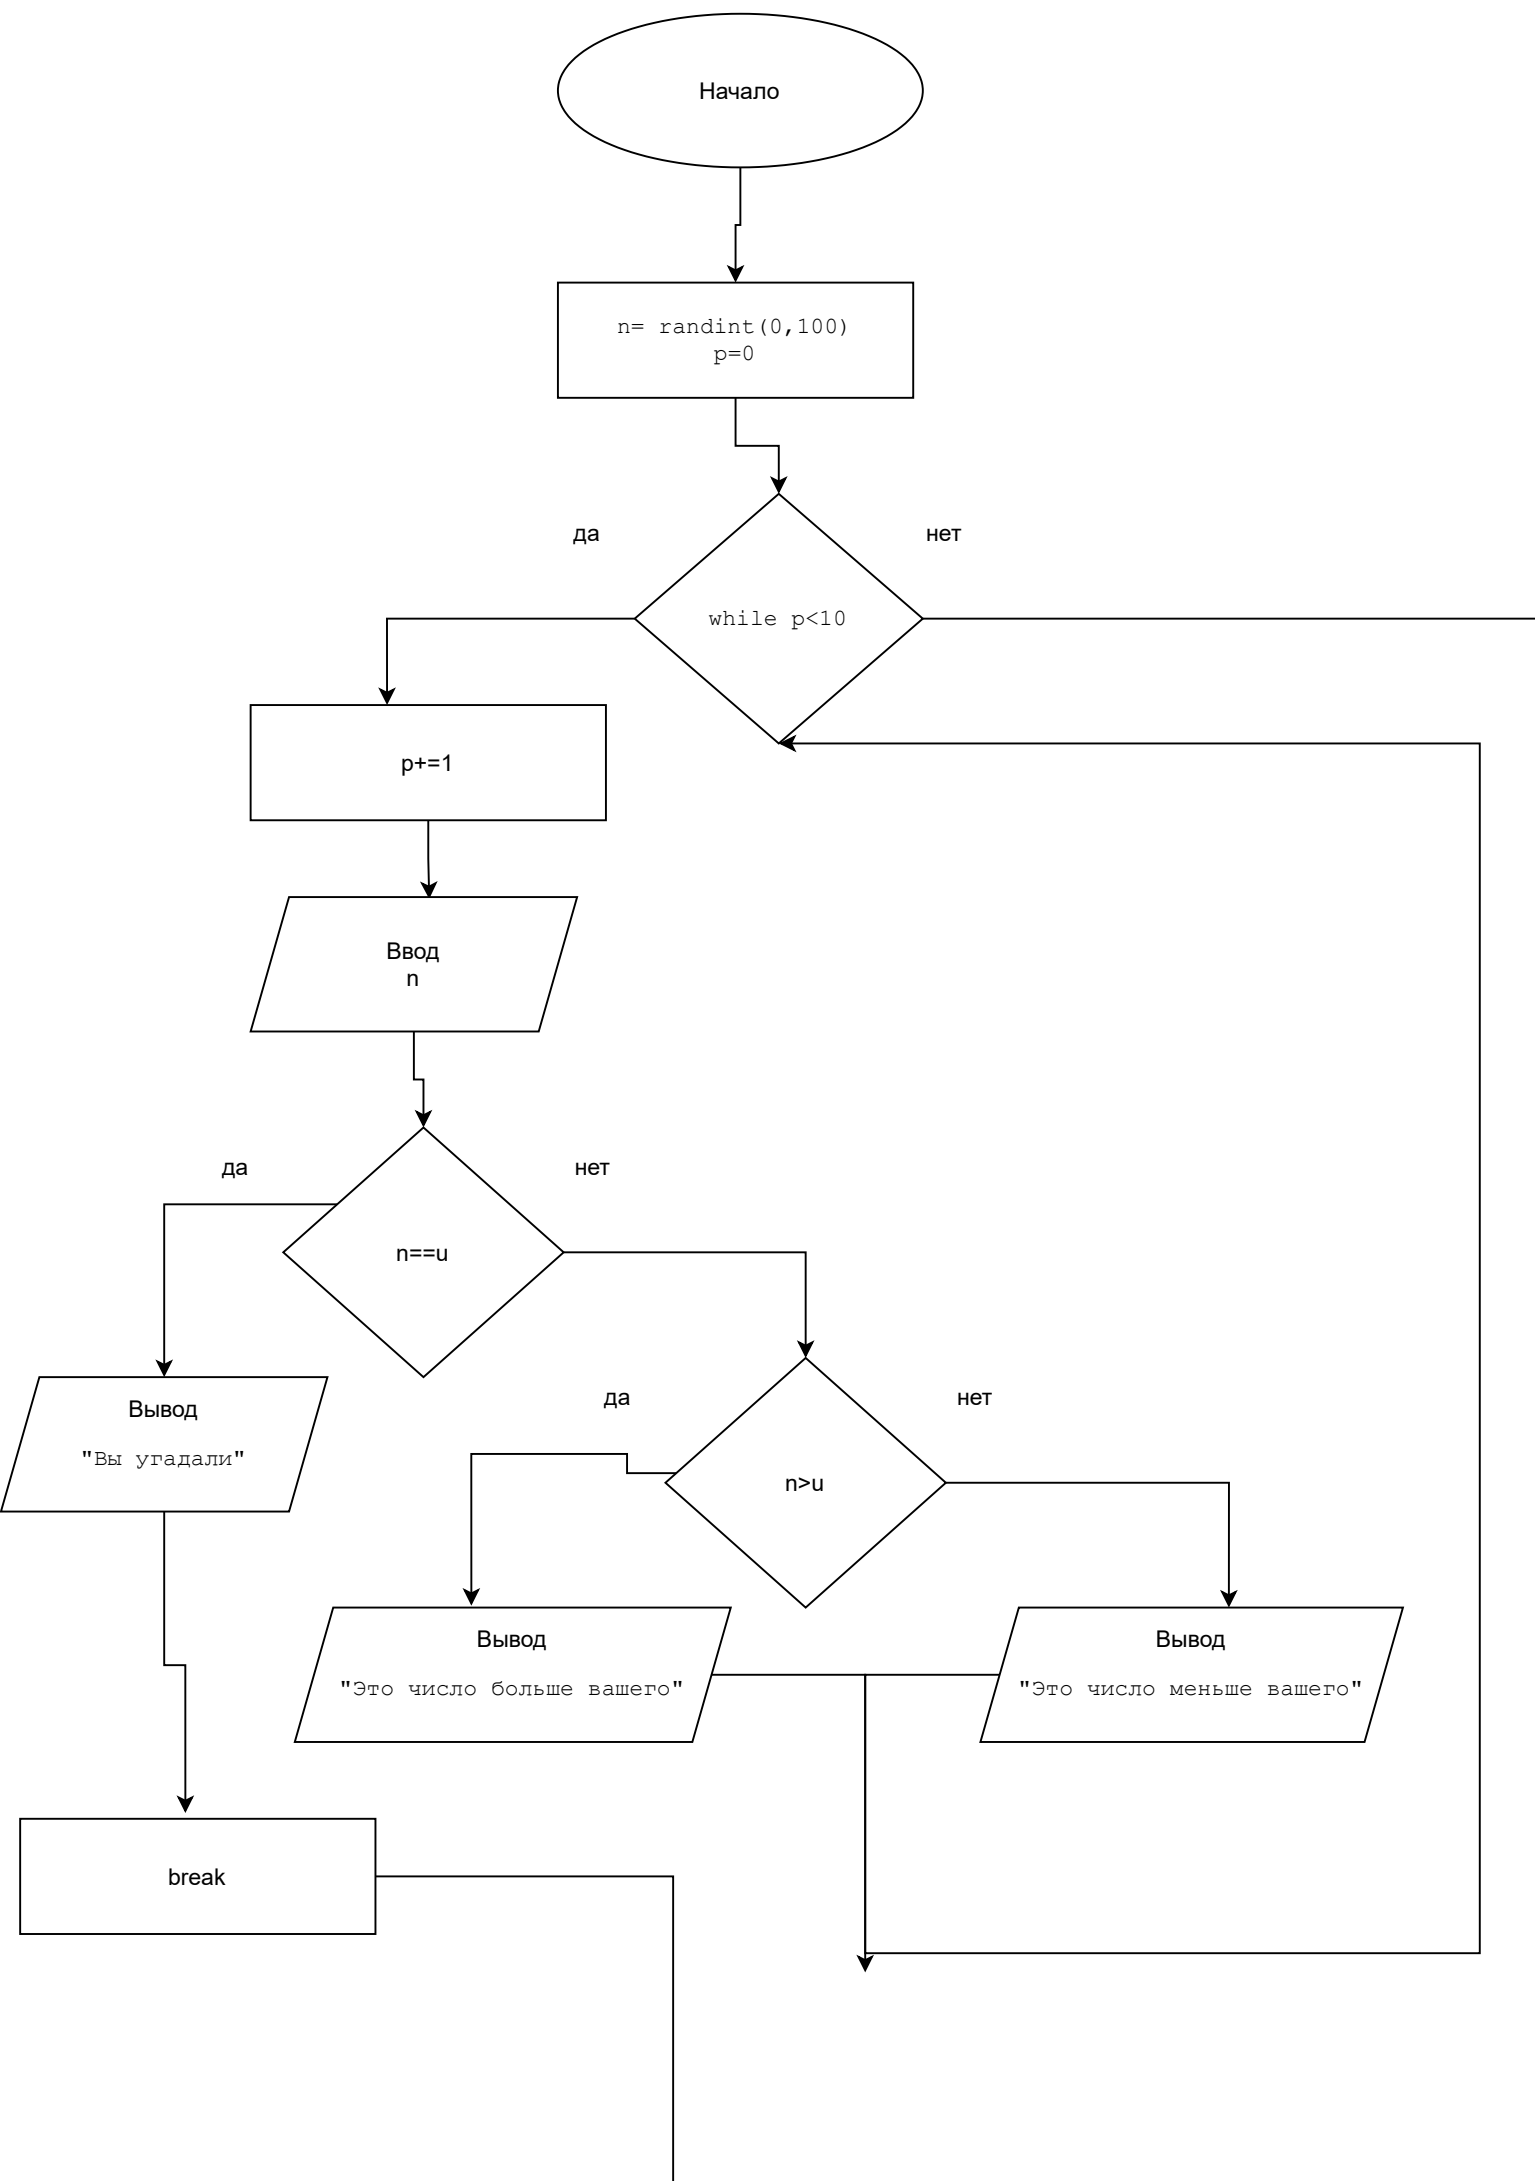 Начало
n= randint(0,100)
p=0
да
нет
while p<10
p+=1
Ввод
n
да
нет
n==u
да
нет
Вывод
"Вы угадали"
n>u
Вывод
"Это число больше вашего"
Вывод
"Это число меньше вашего"
break